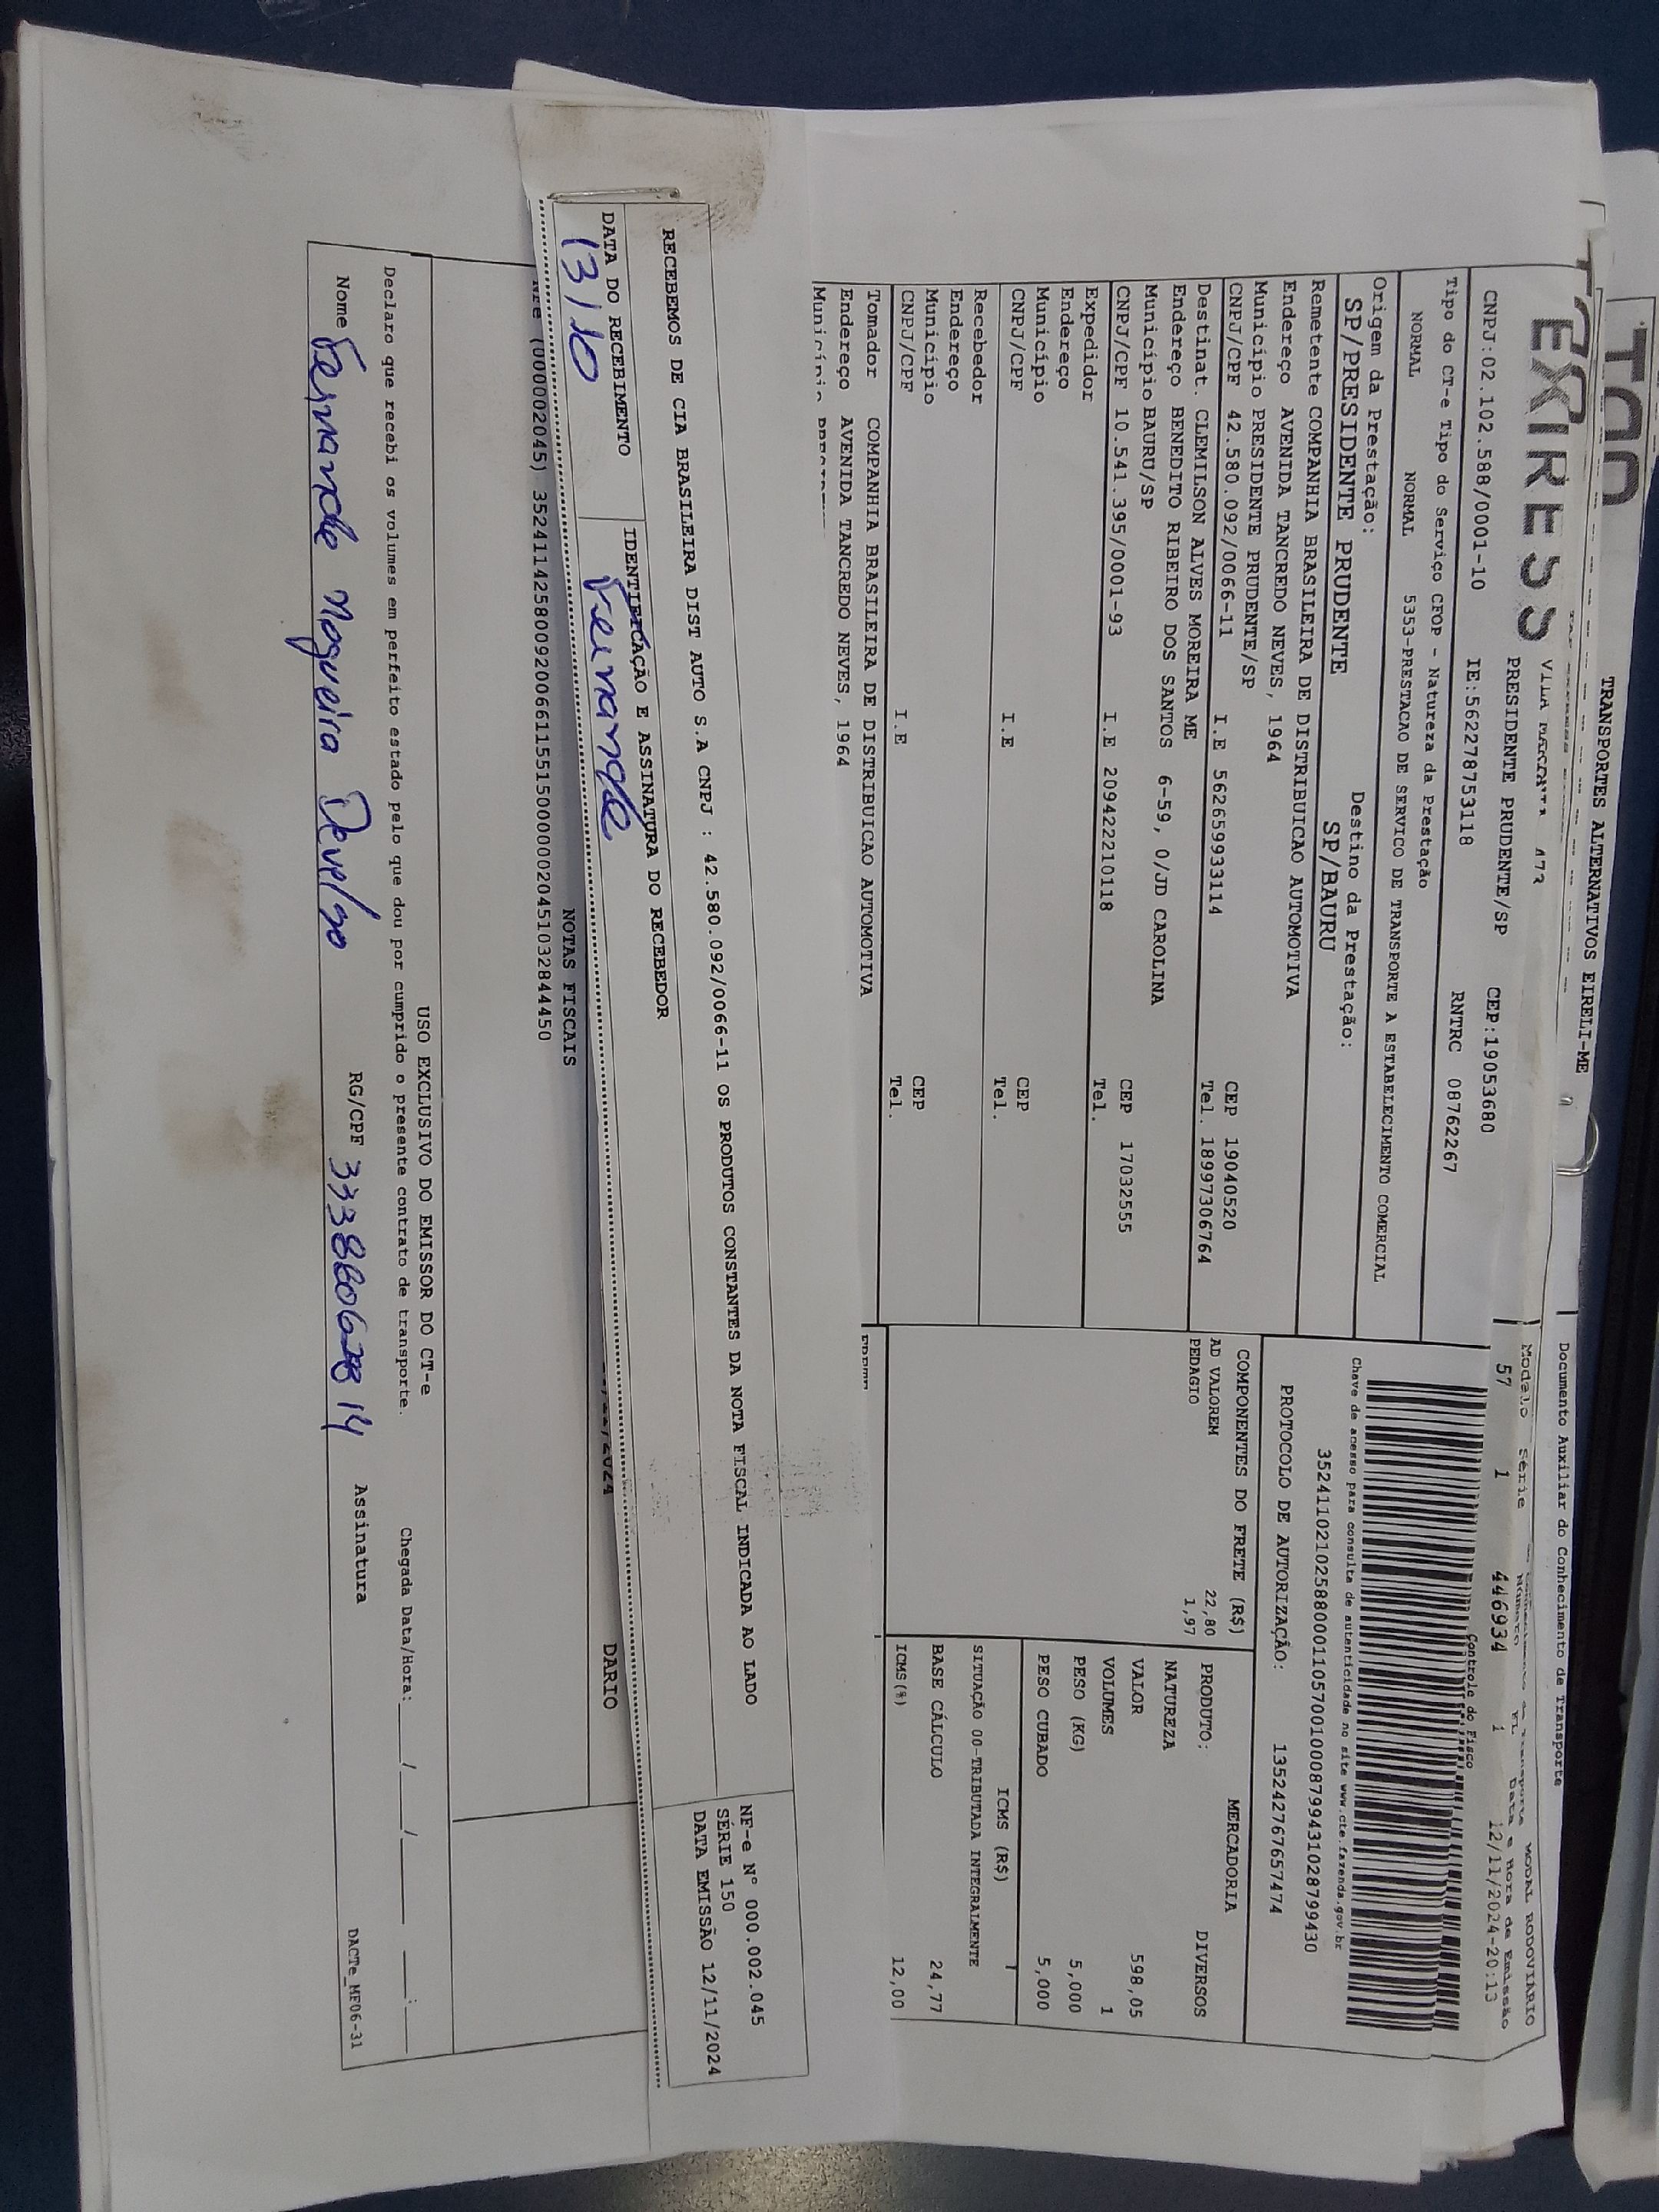 TRANSPORTES ALTERNATIVOS EIRELI-ME
VILA
PRESIDENTE PRUDENTE/SP CEP:19053680
CNPJ:02.102.588/0001-10 IE:562278753118 RNTRC 08762267
Documento Auxiliar do Conhecimento de Transporte
MODAL RODOVIÁRIO
Modelo Série Número FL Data e Hora de Emissão
57 1 446934 1 12/11/2024-20:13
Controle do Fisco
Tipo do CT-e Tipo do Serviço CFOP - Natureza da Prestação
NORMAL NORMAL 5353-PRESTACAO DE SERVICO DE TRANSPORTE A ESTABELECIMENTO COMERCIAL
Origem da Prestação: Destino da Prestação:
SP/PRESIDENTE PRUDENTE SP/BAURU
Chave de acesso para consulta de autenticidade no site www.cte.fazenda.gov.br
35241102102588000110570010008799431028799430
PROTOCOLO DE AUTORIZAÇÃO: 135242767657474
Remetente COMPANHIA BRASILEIRA DE DISTRIBUICAO AUTOMOTIVA
Endereço AVENIDA TANCREDO NEVES, 1964
Município PRESIDENTE PRUDENTE/SP CEP 19040520
CNPJ/CPF 42.580.092/0066-11 I.E 562659933114 Tel. 18997306764
Destinat. CLEMILSON ALVES MOREIRA ME
Endereço BENEDITO RIBEIRO DOS SANTOS 6-59, 0/JD CAROLINA
Município BAURU/SP CEP 17032555
CNPJ/CPF 10.541.395/0001-93 I.E 209422210118 Tel.
Expedidor
Endereço
Município CEP
CNPJ/CPF I.E Tel.
Recebedor
Endereço
Município CEP
CNPJ/CPF I.E Tel.
Tomador COMPANHIA BRASILEIRA DE DISTRIBUICAO AUTOMOTIVA
Endereço AVENIDA TANCREDO NEVES, 1964
Município
COMPONENTES DO FRETE (R$)
AD VALOREM 22,80
PEDAGIO 1,97
MERCADORIA
PRODUTO: DIVERSOS
NATUREZA
VALOR 598,05
VOLUMES 1
PESO (KG) 5,000
PESO CUBADO 5,000
ICMS (R$)
SITUAÇÃO 00-TRIBUTADA INTEGRALMENTE
BASE CÁLCULO 24,77
ICMS(%) 12,00
RECEBEMOS DE CIA BRASILEIRA DIST AUTO S.A CNPJ : 42.580.092/0066-11 OS PRODUTOS CONSTANTES DA NOTA FISCAL INDICADA AO LADO
NF-e Nº 000.002.045
SÉRIE 150
DATA EMISSÃO 12/11/2024
DATA DO RECEBIMENTO IDENTIFICAÇÃO E ASSINATURA DO RECEBEDOR
13/10 Fernande
DARIO
NOTAS FISCAIS
NFe (000002045) 35241142580092006611551500000020451032844450
USO EXCLUSIVO DO EMISSOR DO CT-e
Declaro que recebi os volumes em perfeito estado pelo que dou por cumprido o presente contrato de transporte. Chegada Data/Hora:____/____/______ ____:____
Nome Fernande Nogueira RG/CPF Assinatura
DACTe_MF06-31